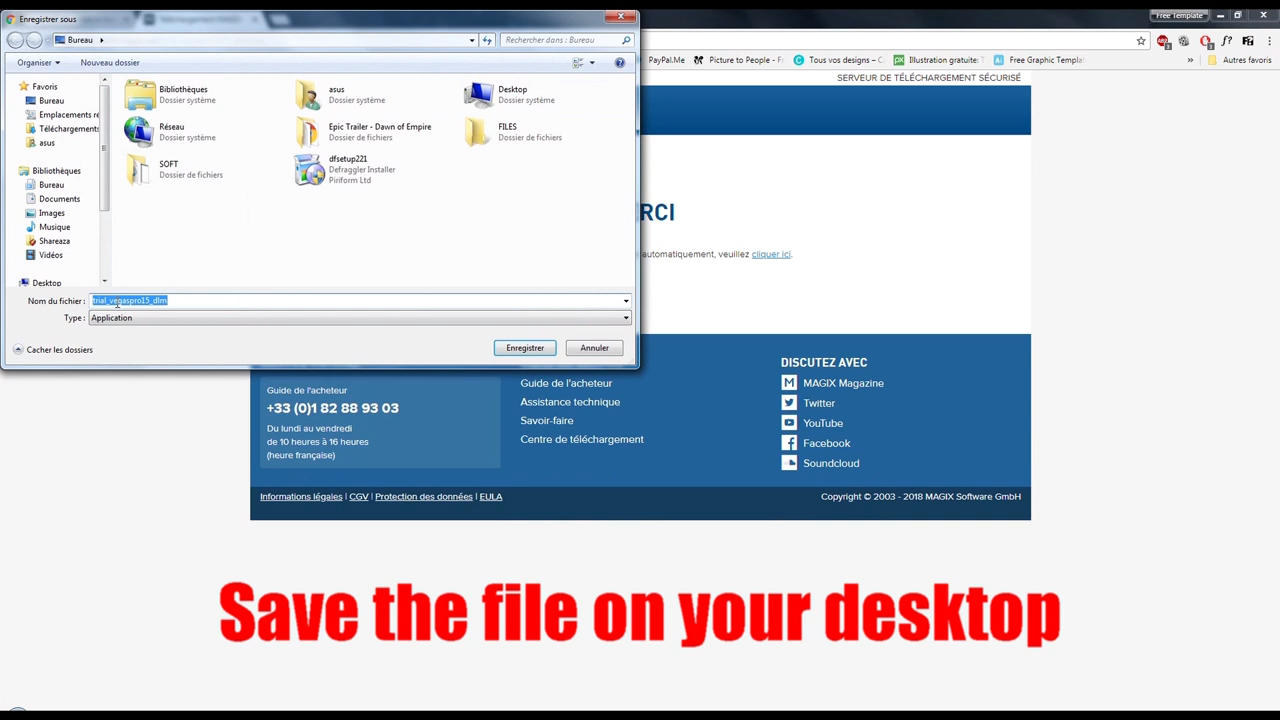 Enregistrer sous
Téléchargement MAGIX
Free Template
Bureau
Rechercher dans : Bureau
PayPal.Me
Picture to People - F...
Tous vos designs – C...
Illustration gratuite: T...
Free Graphic Templat...
»
Autres favoris
Organiser
Nouveau dossier
SERVEUR DE TÉLÉCHARGEMENT SÉCURISÉ
Favoris
Bureau
Emplacements ré
Téléchargements
asus
Bibliothèques
Bureau
Documents
Images
Musique
Shareaza
Vidéos
Desktop
Bibliothèques
Dossier système
asus
Dossier système
Desktop
Dossier système
Réseau
Dossier système
Epic Trailer - Dawn of Empire
Dossier de fichiers
FILES
Dossier de fichiers
SOFT
Dossier de fichiers
dfsetup221
Defraggler Installer
Piriform Ltd
RCI
automatiquement, veuillez cliquer ici.
Nom du fichier : trial_vegaspro15_dlm
Type : Application
Cacher les dossiers
Enregistrer
Annuler
Guide de l'acheteur
+33 (0)1 82 88 93 03
Du lundi au vendredi
de 10 heures à 16 heures
(heure française)
Guide de l'acheteur
Assistance technique
Savoir-faire
Centre de téléchargement
DISCUTEZ AVEC
MAGIX Magazine
Twitter
YouTube
Facebook
Soundcloud
Informations légales | CGV | Protection des données | EULA
Copyright © 2003 - 2018 MAGIX Software GmbH
Save the file on your desktop